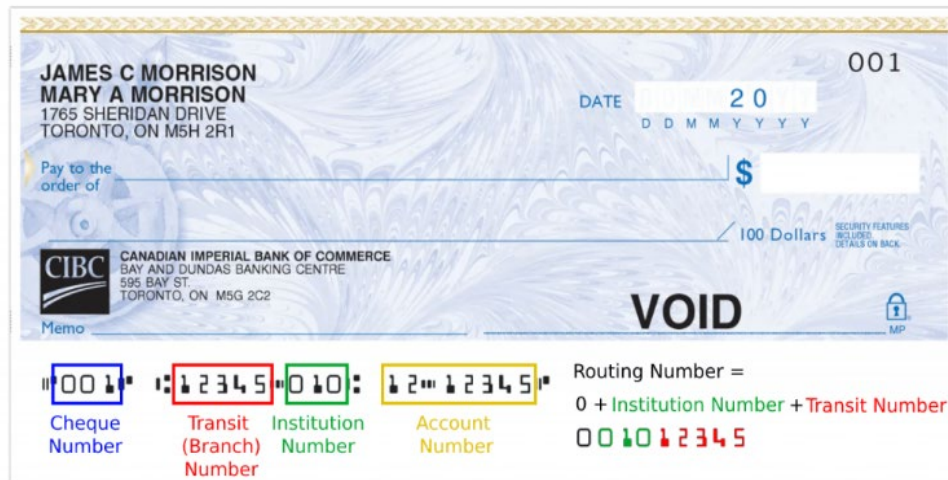 001
JAMES C MORRISON
MARY A MORRISON
1765 SHERIDAN DRIVE
TORONTO, ON M5H 2R1
DATE 20
D D M M Y Y Y Y
Pay to the
order of
$
100 Dollars
SECURITY FEATURES
INCLUDED.
DETAILS ON BACK.
CIBC
CANADIAN IMPERIAL BANK OF COMMERCE
BAY AND DUNDAS BANKING CENTRE
595 BAY ST.
TORONTO, ON M5G 2C2
VOID
MP
Memo
⑈001⑈ ⑆12345⑉010⑆ 12⑉12345⑈
Cheque
Number
Transit
(Branch)
Number
Institution
Number
Account
Number
Routing Number =
0 + Institution Number + Transit Number
001012345